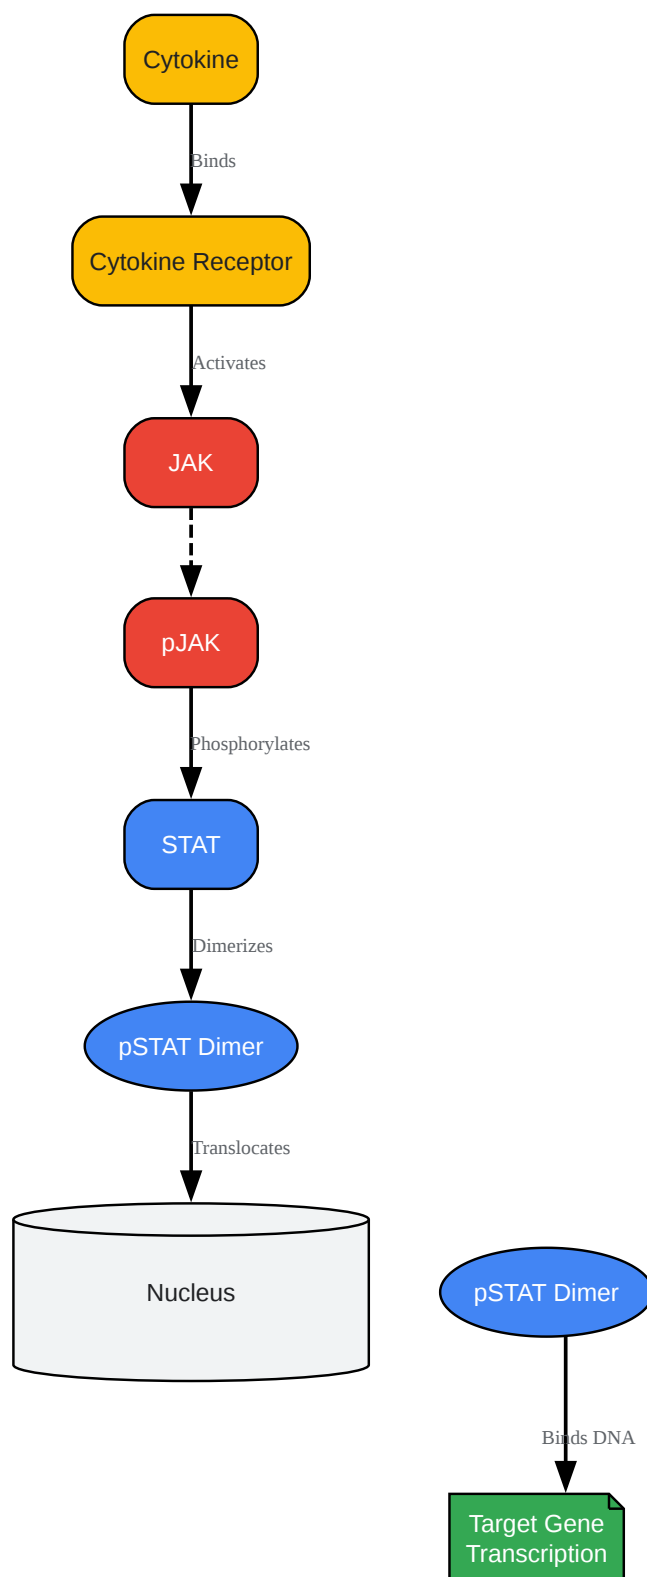 Cytokine
Binds
Cytokine Receptor
Activates
JAK
pJAK
Phosphorylates
STAT
Dimerizes
pSTAT Dimer
Translocates
Nucleus
pSTAT Dimer
Binds DNA
Target Gene
Transcription